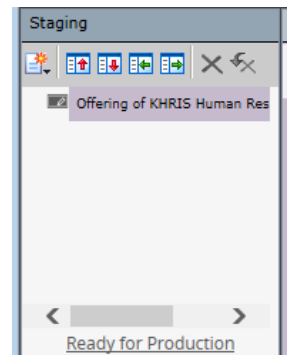 Staging
Offering of KHRIS Human Res
Ready for Production